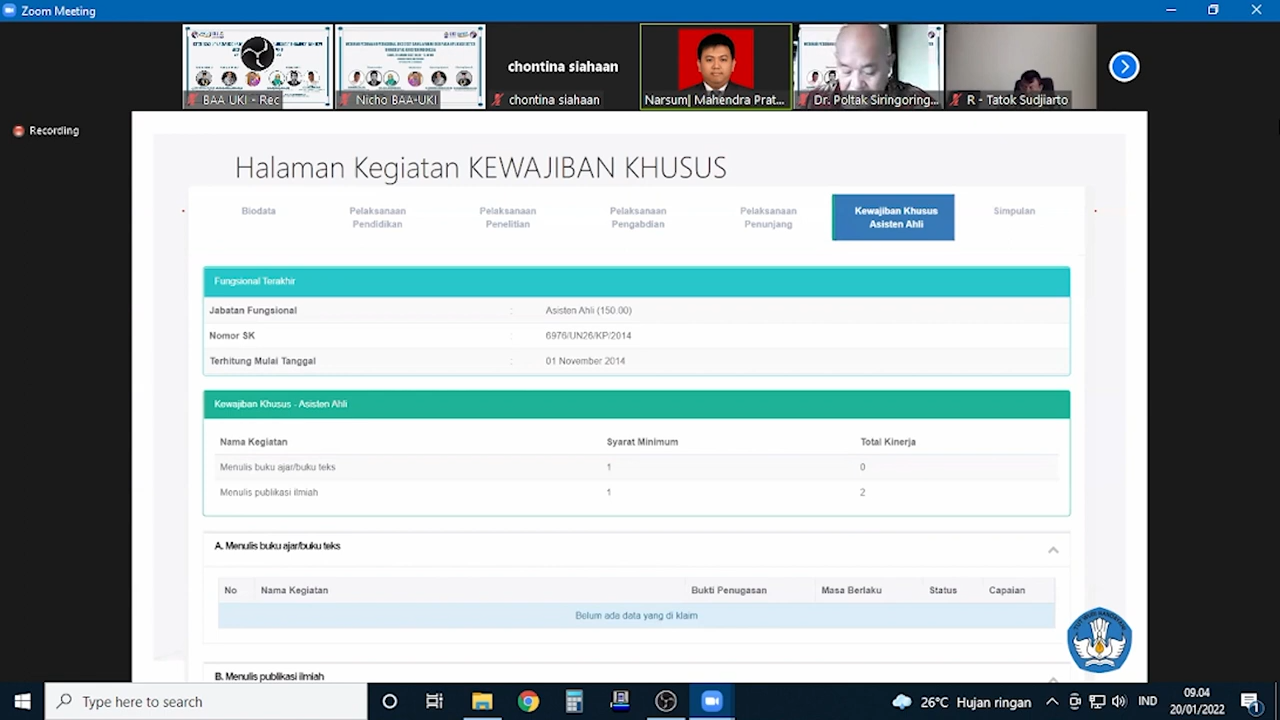 Zoom Meeting
BAA UKI - Rec
Nicho BAA-UKI
chontina siahaan
chontina siahaan
Narsum| Mahendra Prat...
Dr. Poltak Siringoring...
R - Tatok Sudjiarto
Recording
Halaman Kegiatan KEWAJIBAN KHUSUS
Biodata
Pelaksanaan
Pendidikan
Pelaksanaan
Penelitian
Pelaksanaan
Pengabdian
Pelaksanaan
Penunjang
Kewajiban Khusus
Asisten Ahli
Simpulan
Fungsional Terakhir
Jabatan Fungsional : Asisten Ahli (150.00)
Nomor SK : 6976/UN26/KP/2014
Terhitung Mulai Tanggal : 01 November 2014
Kewajiban Khusus - Asisten Ahli
Nama Kegiatan Syarat Minimum Total Kinerja
Menulis buku ajar/buku teks 1 0
Menulis publikasi ilmiah 1 2
A. Menulis buku ajar/buku teks
No Nama Kegiatan Bukti Penugasan Masa Berlaku Status Capaian
Belum ada data yang di klaim
B. Menulis publikasi ilmiah
Type here to search
26°C Hujan ringan
IND
09.04
20/01/2022
1